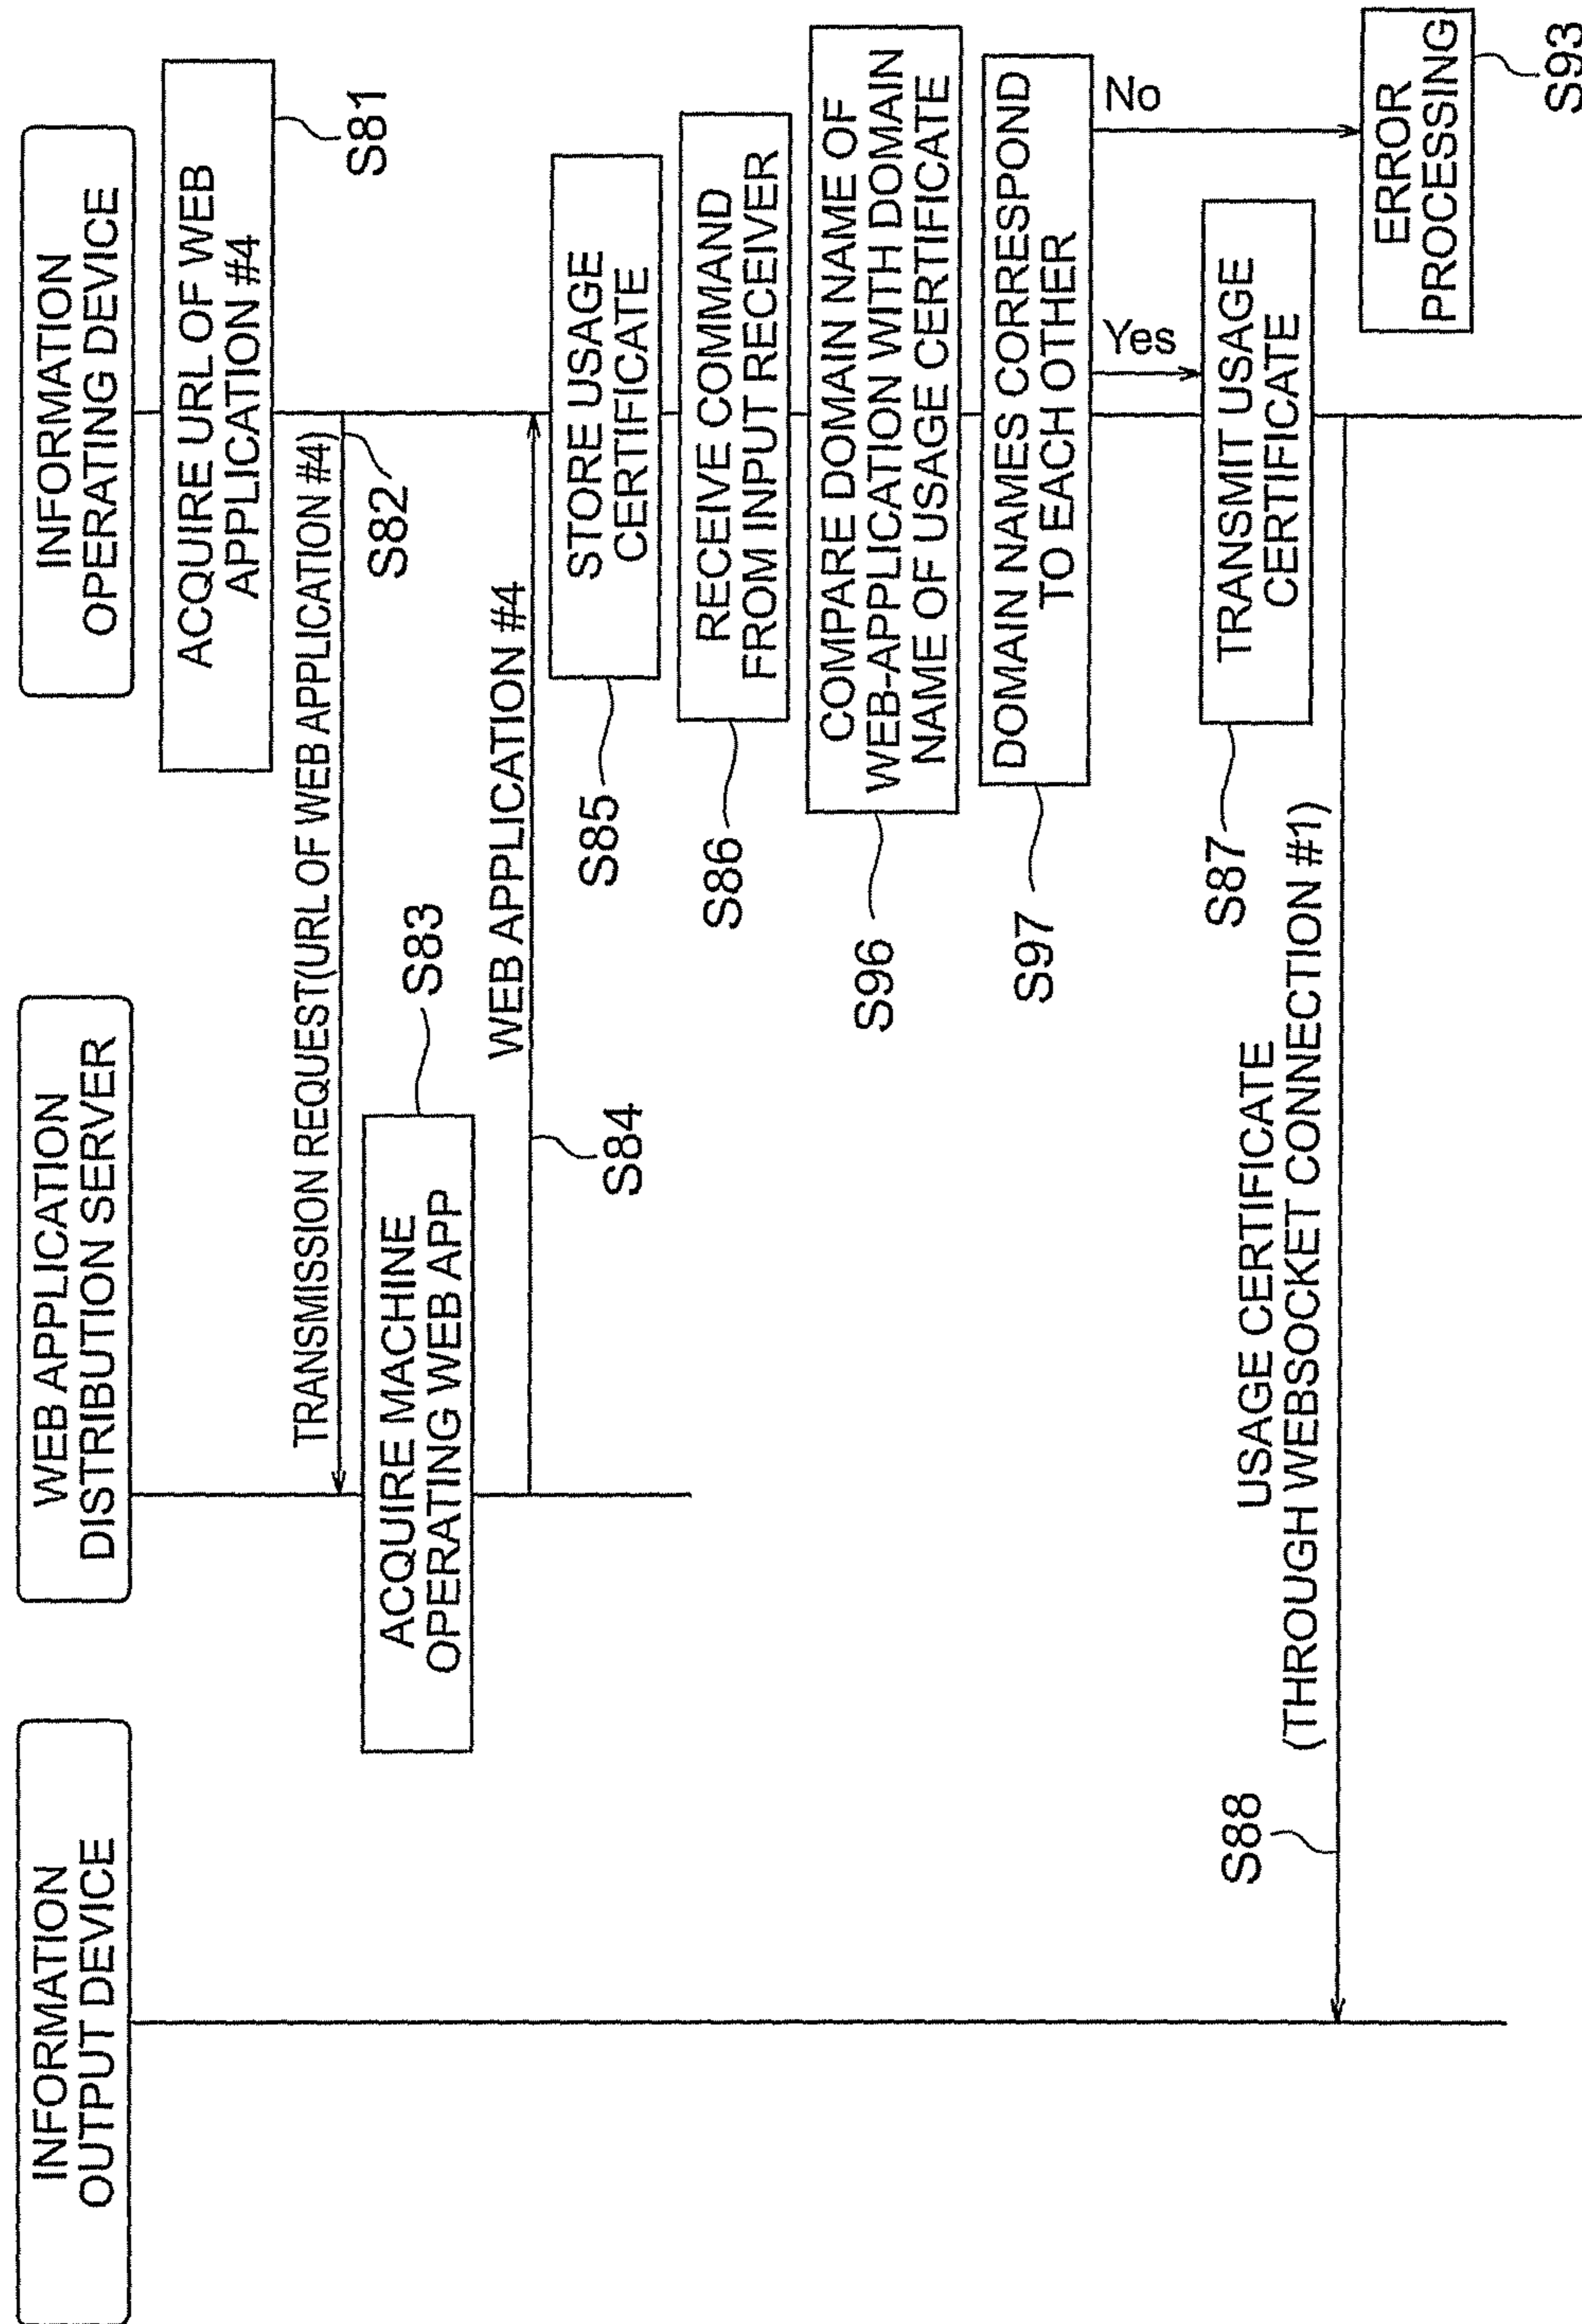 INFORMATION
OUTPUT DEVICE
WEB APPLICATION
DISTRIBUTION SERVER
INFORMATION
OPERATING DEVICE
ACQUIRE URL OF WEB
APPLICATION #4
S81
TRANSMISSION REQUEST(URL OF WEB APPLICATION #4)
S82
ACQUIRE MACHINE
OPERATING WEB APP
S83
WEB APPLICATION #4
S84
STORE USAGE
CERTIFICATE
S85
RECEIVE COMMAND
FROM INPUT RECEIVER
S86
COMPARE DOMAIN NAME OF
WEB-APPLICATION WITH DOMAIN
NAME OF USAGE CERTIFICATE
S96
DOMAIN NAMES CORRESPOND
TO EACH OTHER
S97
Yes
No
TRANSMIT USAGE
CERTIFICATE
S87
USAGE CERTIFICATE
(THROUGH WEBSOCKET CONNECTION #1)
S88
ERROR
PROCESSING
S93